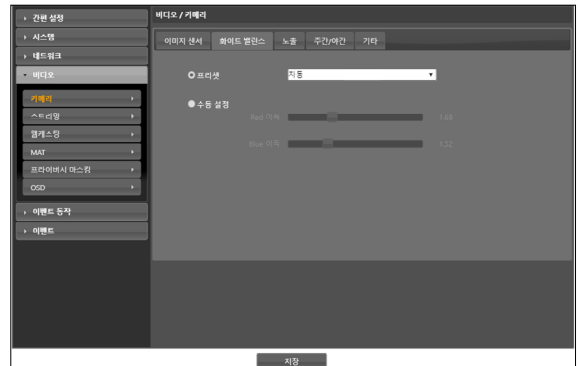 간편 설정
시스템
네트워크
비디오
카메라
스트리밍
웹캐스팅
MAT
프라이버시 마스킹
OSD
이벤트 동작
이벤트
비디오 / 카메라
이미지 센서 화이트 밸런스 노출 주간/야간 기타
프리셋 자동
수동 설정
Red 이득 1.68
Blue 이득 1.52
저장